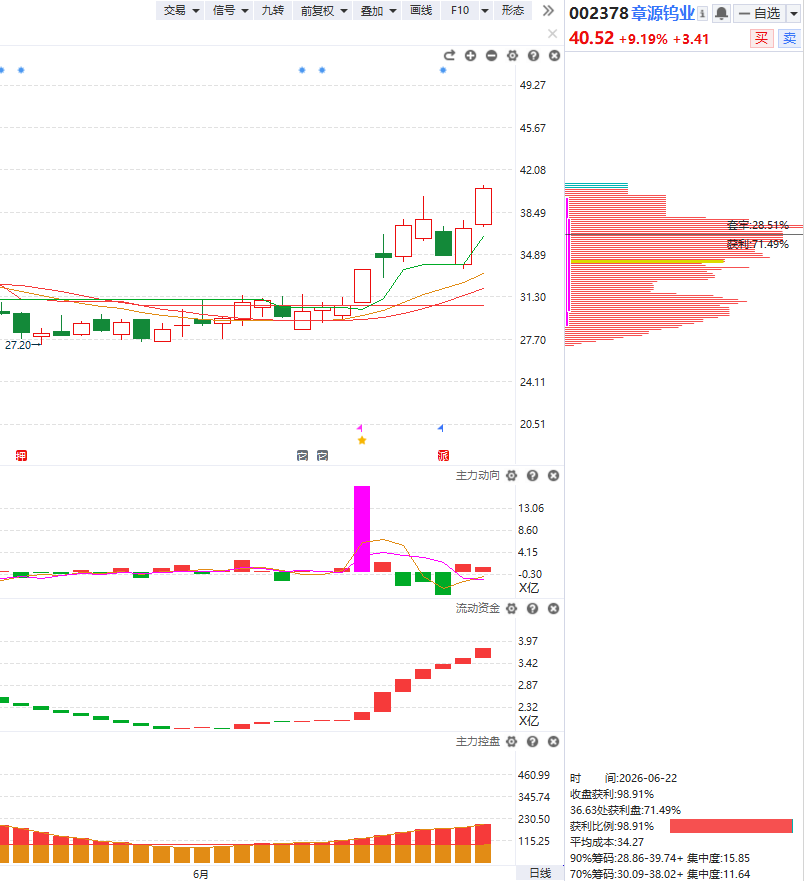 交易 信号 九转 前复权 叠加 画线 F10 形态
002378 章源钨业 自选
40.52 +9.19% +3.41 买 卖
49.27
45.67
42.08
38.49
34.89
31.30
27.70
24.11
20.51
27.20
套牢:28.51%
获利:71.49%
押 派
主力动向
13.06
8.60
4.15
-0.30
X亿
流动资金
3.97
3.42
2.87
2.32
X亿
主力控盘
460.99
345.74
230.50
115.25
6月 日线
时 间:2026-06-22
收盘获利:98.91%
36.63处获利盘:71.49%
获利比例:98.91%
平均成本:34.27
90%筹码:28.86-39.74+ 集中度:15.85
70%筹码:30.09-38.02+ 集中度:11.64